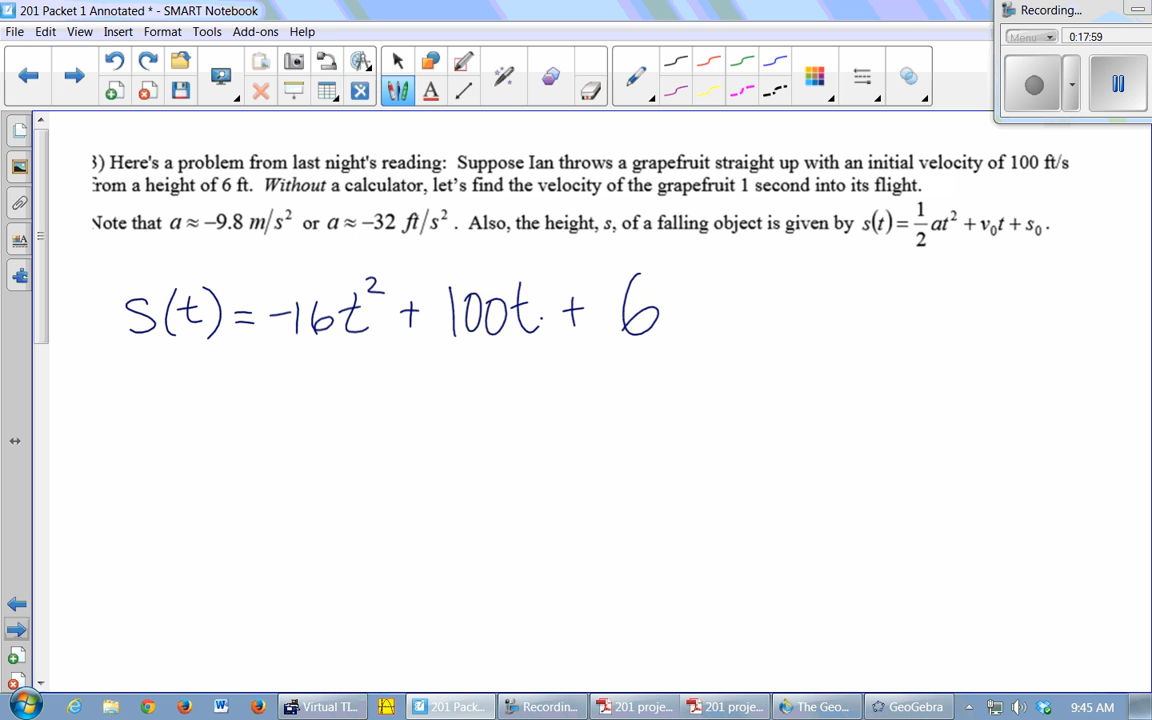 201 Packet 1 Annotated * - SMART Notebook
Recording...
File Edit View Insert Format Tools Add-ons Help
Menu
0:17:59
3) Here's a problem from last night's reading: Suppose Ian throws a grapefruit straight up with an initial velocity of 100 ft/s
from a height of 6 ft. Without a calculator, let's find the velocity of the grapefruit 1 second into its flight.
Note that a ≈ −9.8 m/s² or a ≈ −32 ft/s². Also, the height, s, of a falling object is given by s(t) = 1/2 at² + v₀t + s₀.
s(t) = -16t² + 100t + 6
Virtual TI... 201 Pack... Recordin... 201 proje... 201 proje... The Geo... GeoGebra 9:45 AM